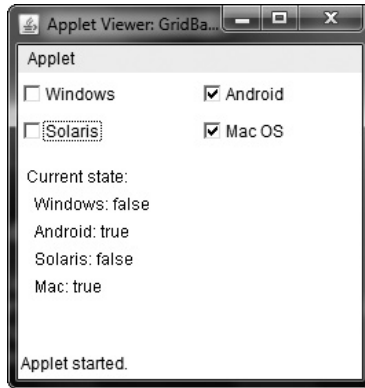 Applet Viewer: GridBa...
Applet
Windows Android
Solaris Mac OS
Current state:
Windows: false
Android: true
Solaris: false
Mac: true
Applet started.